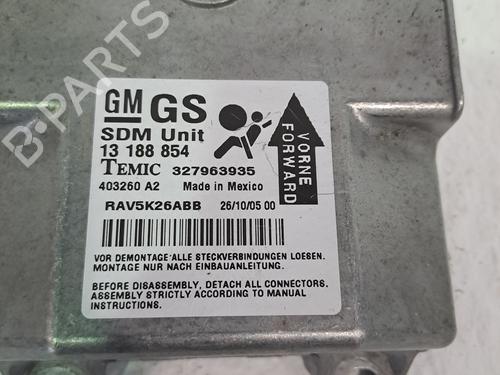 B-PARTS
GM GS
SDM Unit
13 188 854
TEMIC 327963935
403260 A2 Made in Mexico
RAV5K26ABB 26/10/05 00
VORNE
FORWARD
VOR DEMONTAGE ALLE STECKVERBINDUNGEN LOESEN.
MONTAGE NUR NACH EINBAUANLEITUNG.
BEFORE DISASSEMBLY, DETACH ALL CONNECTORS.
ASSEMBLY STRICTLY ACCORDING TO MANUAL
INSTRUCTIONS